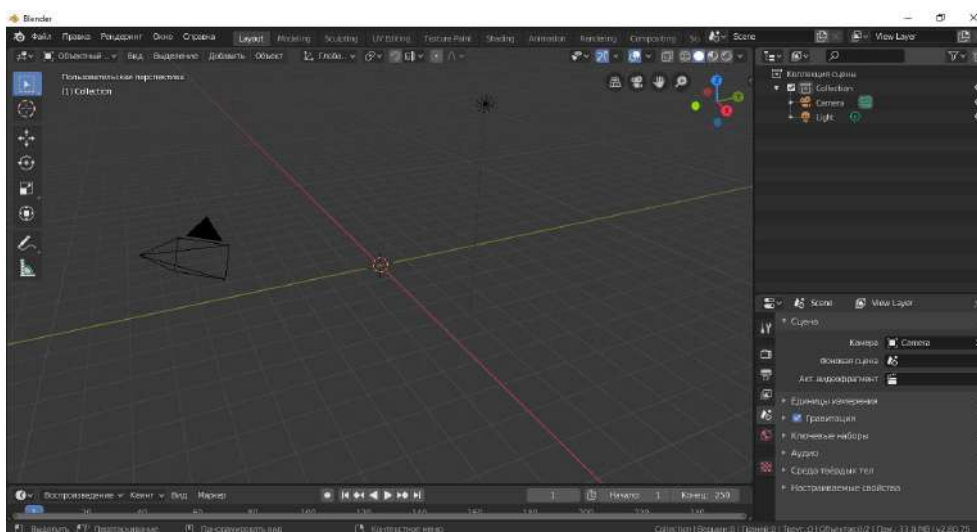 Blender
Файл Правка Рендеринг Окно Справка Layout Modeling Sculpting UV Editing Texture Paint Shading Animation Rendering Compositing Scene View Layer
Объектный ... Вид Выделение Добавить Объект Глоба...
Пользовательская перспектива
(1) Collection
Коллекция сцены
Collection
Camera
Light
Scene View Layer
Сцена
Камера Camera
Фоновая сцена
Акт. видеофрагмент
Единицы измерения
Гравитация
Ключевые наборы
Аудио
Среда твёрдых тел
Настраиваемые свойства
Воспроизведение Кеинг Вид Маркер 1 Начало 1 Конец 250
Выделить Перетаскивание Панорамировать вид Контекстное меню